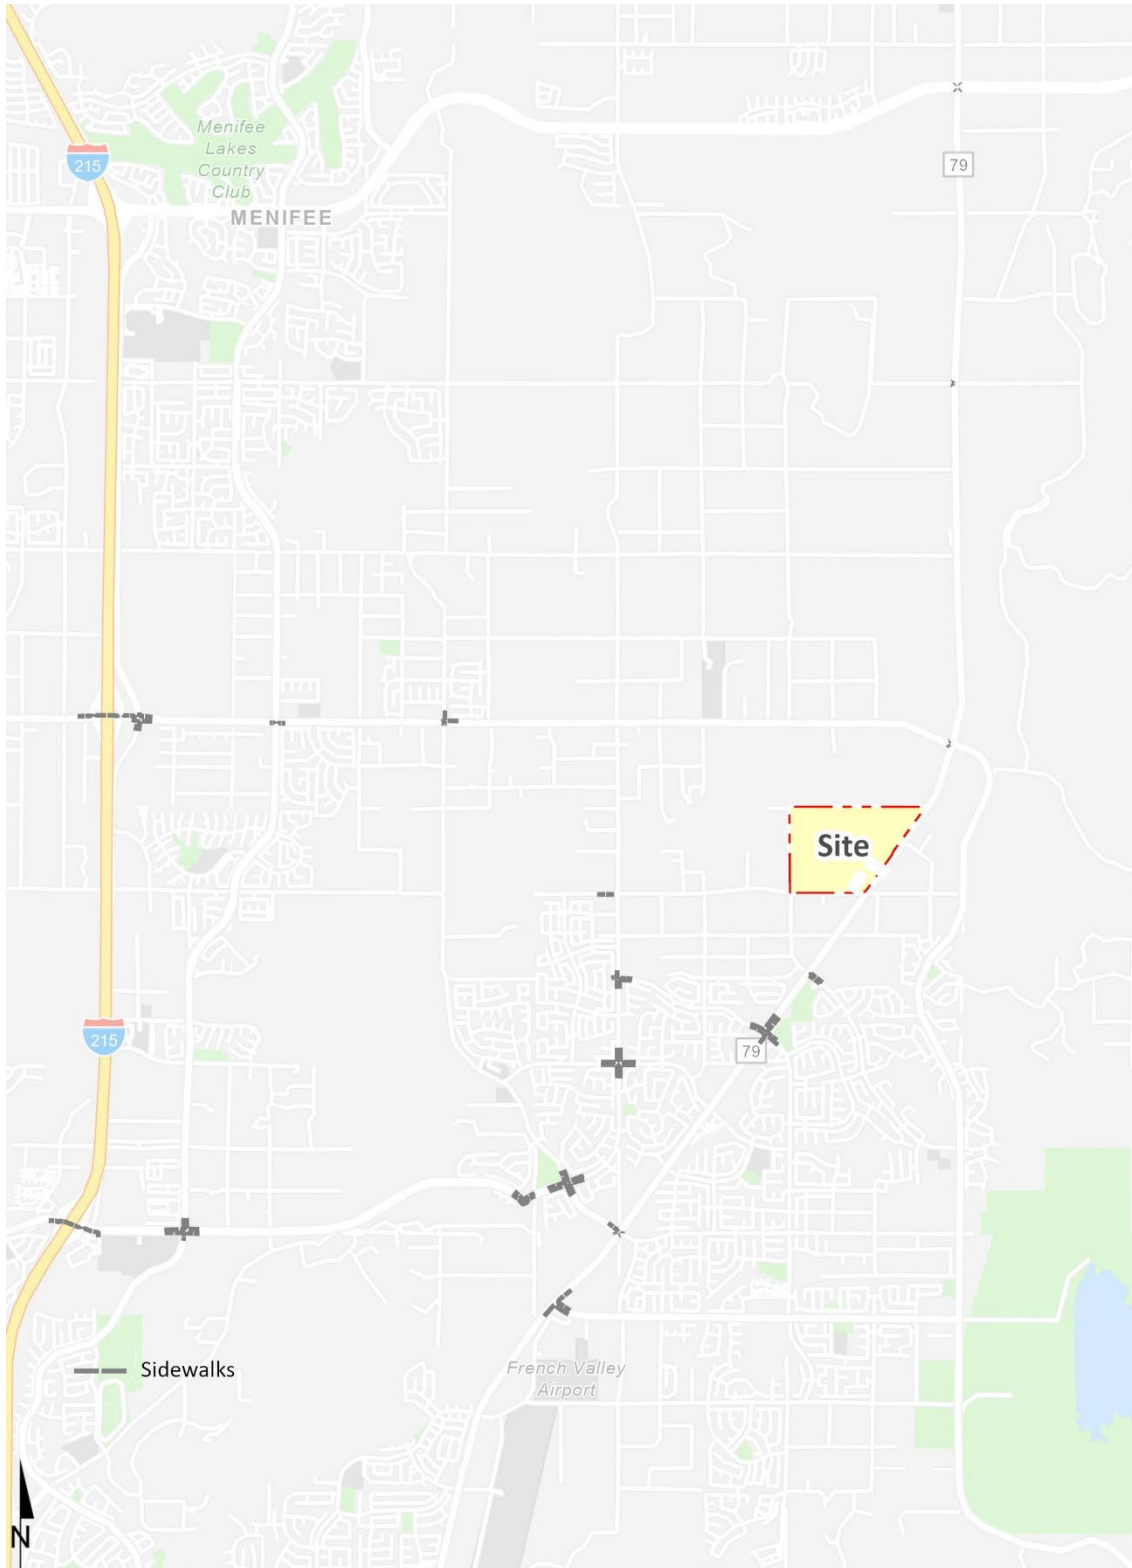 Menifee
Lakes
Country
Club
215
MENIFEE
79
Site
215
79
French Valley
Airport
Sidewalks
N